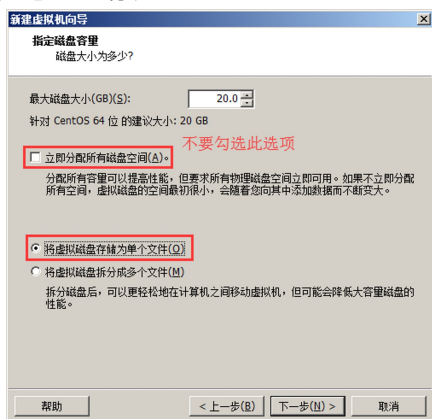 新建虚拟机向导
指定磁盘容量
磁盘大小为多少?
最大磁盘大小(GB)(S): 20.0
针对 CentOS 64 位 的建议大小: 20 GB
不要勾选此选项
立即分配所有磁盘空间(A)。
分配所有容量可以提高性能，但要求所有物理磁盘空间立即可用。如果不立即分配
所有空间，虚拟磁盘的空间最初很小，会随着您向其中添加数据而不断变大。
将虚拟磁盘存储为单个文件(O)
将虚拟磁盘拆分成多个文件(M)
拆分磁盘后，可以更轻松地在计算机之间移动虚拟机，但可能会降低大容量磁盘的
性能。
帮助 < 上一步(B) 下一步(N) > 取消